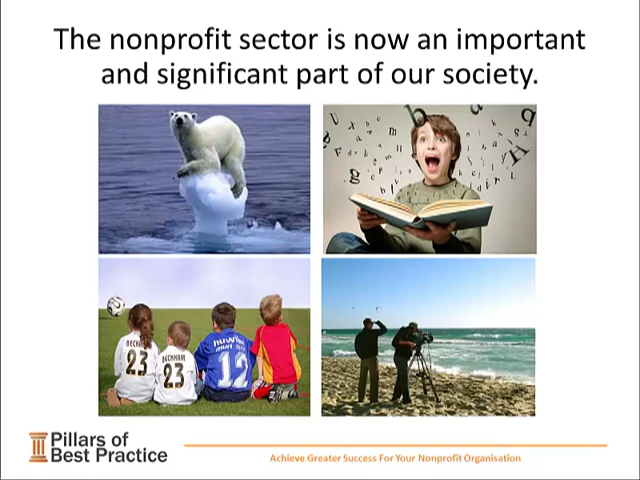 The nonprofit sector is now an important
and significant part of our society.
BECKHAM
23
BECKHAM
23
12
Pillars of
Best Practice
Achieve Greater Success For Your Nonprofit Organisation